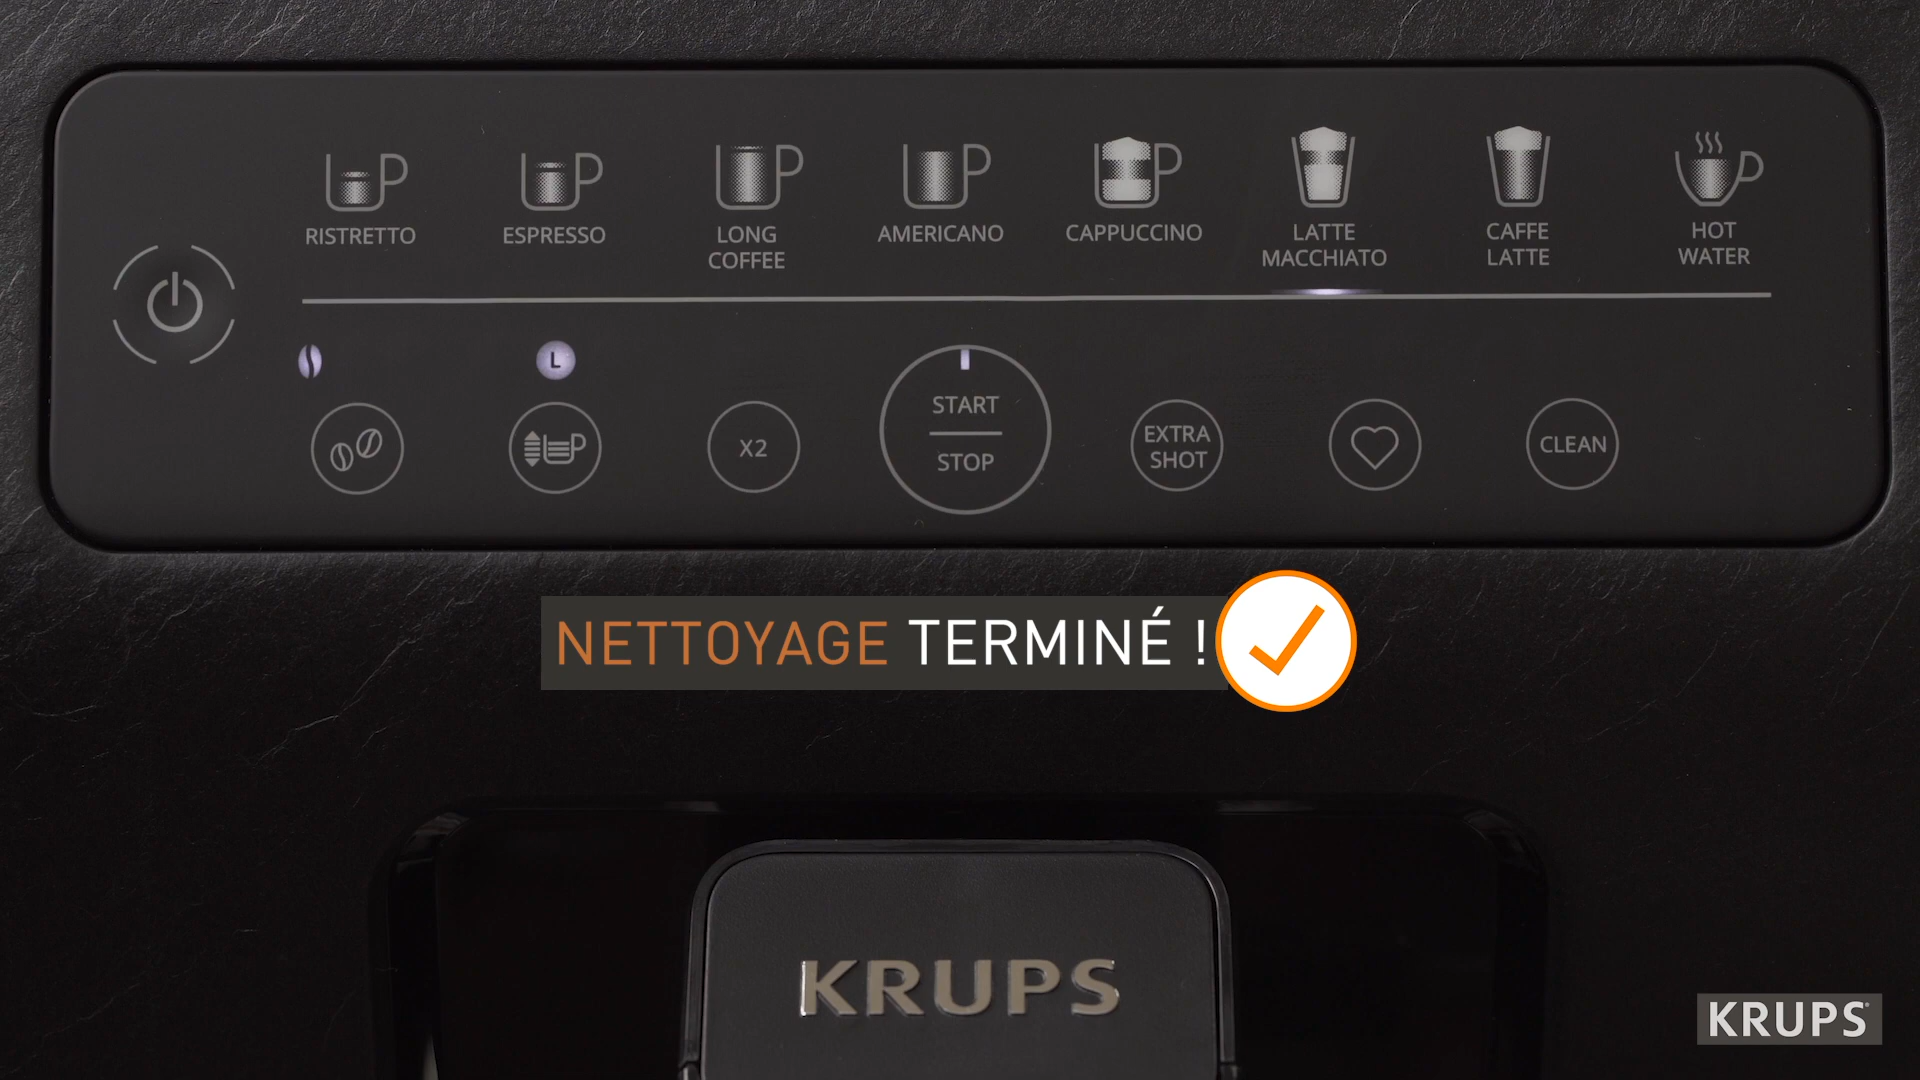 RISTRETTO
ESPRESSO
LONG
COFFEE
AMERICANO
CAPPUCCINO
LATTE
MACCHIATO
CAFFE
LATTE
HOT
WATER
L
X2
START
STOP
EXTRA
SHOT
CLEAN
NETTOYAGE TERMINÉ !
KRUPS
KRUPS